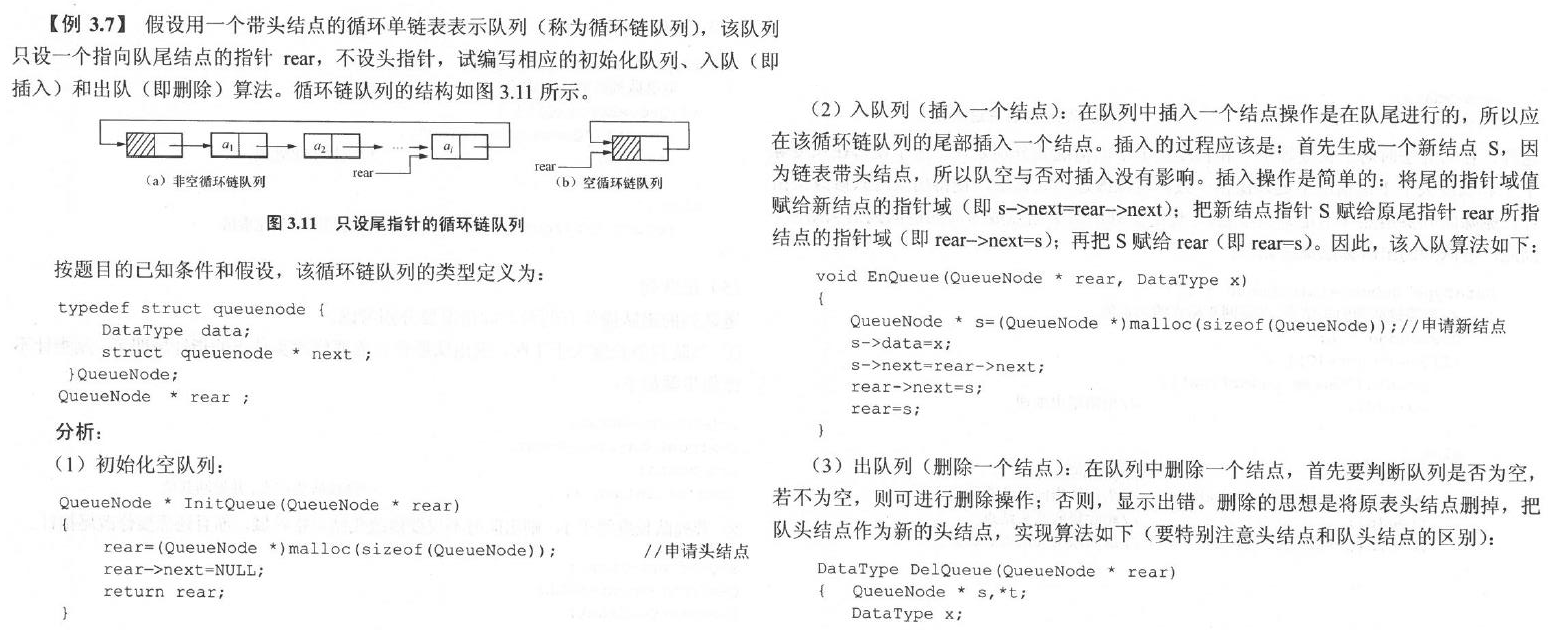 【例 3.7】 假设用一个带头结点的循环单链表表示队列（称为循环链队列），该队列
只设一个指向队尾结点的指针 rear，不设头指针，试编写相应的初始化队列、入队（即
插入）和出队（即删除）算法。循环链队列的结构如图 3.11 所示。
a1 a2 … ai
rear
（a）非空循环链队列
rear
（b）空循环链队列
图 3.11 只设尾指针的循环链队列
按题目的已知条件和假设，该循环链队列的类型定义为：
typedef struct queuenode {
DataType data;
struct queuenode * next ;
}QueueNode;
QueueNode * rear ;
分析：
（1）初始化空队列：
QueueNode * InitQueue(QueueNode * rear)
{
rear=(QueueNode *)malloc(sizeof(QueueNode)); //申请头结点
rear->next=NULL;
return rear;
}
（2）入队列（插入一个结点）：在队列中插入一个结点操作是在队尾进行的，所以应
在该循环链队列的尾部插入一个结点。插入的过程应该是：首先生成一个新结点 S，因
为链表带头结点，所以队空与否对插入没有影响。插入操作是简单的：将尾的指针域值
赋给新结点的指针域（即 s–>next=rear–>next）；把新结点指针 S 赋给原尾指针 rear 所指
结点的指针域（即 rear–>next=s）；再把 S 赋给 rear（即 rear=s）。因此，该入队算法如下：
void EnQueue(QueueNode * rear, DataType x)
{
QueueNode * s=(QueueNode *)malloc(sizeof(QueueNode));//申请新结点
s->data=x;
s->next=rear->next;
rear->next=s;
rear=s;
}
（3）出队列（删除一个结点）：在队列中删除一个结点，首先要判断队列是否为空，
若不为空，则可进行删除操作；否则，显示出错。删除的思想是将原表头结点删掉，把
队头结点作为新的头结点，实现算法如下（要特别注意头结点和队头结点的区别）：
DataType DelQueue(QueueNode * rear)
{ QueueNode * s,*t;
DataType x;